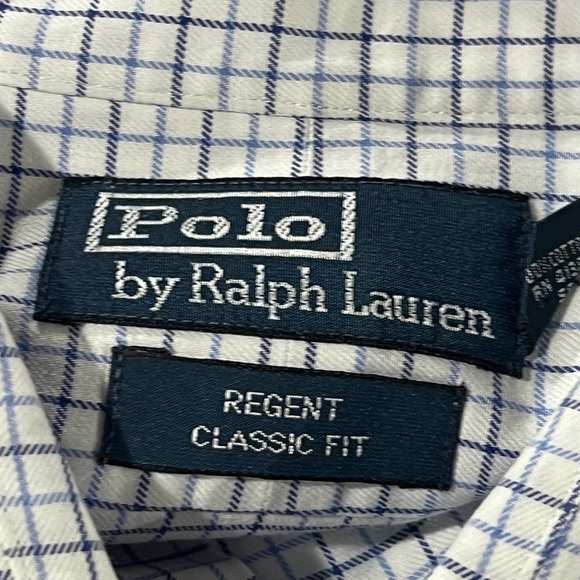 Polo
by Ralph Lauren
REGENT
CLASSIC FIT